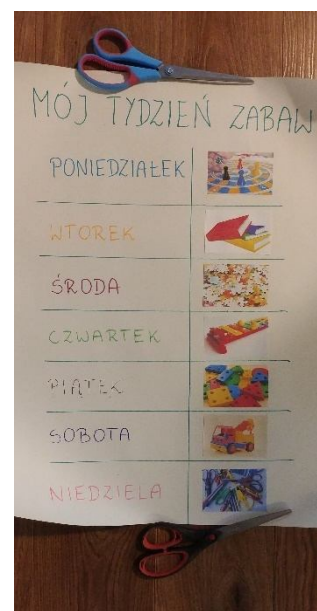 MÓJ TYDZIEŃ ZABAW
PONIEDZIAŁEK
WTOREK
ŚRODA
CZWARTEK
PIĄTEK
SOBOTA
NIEDZIELA